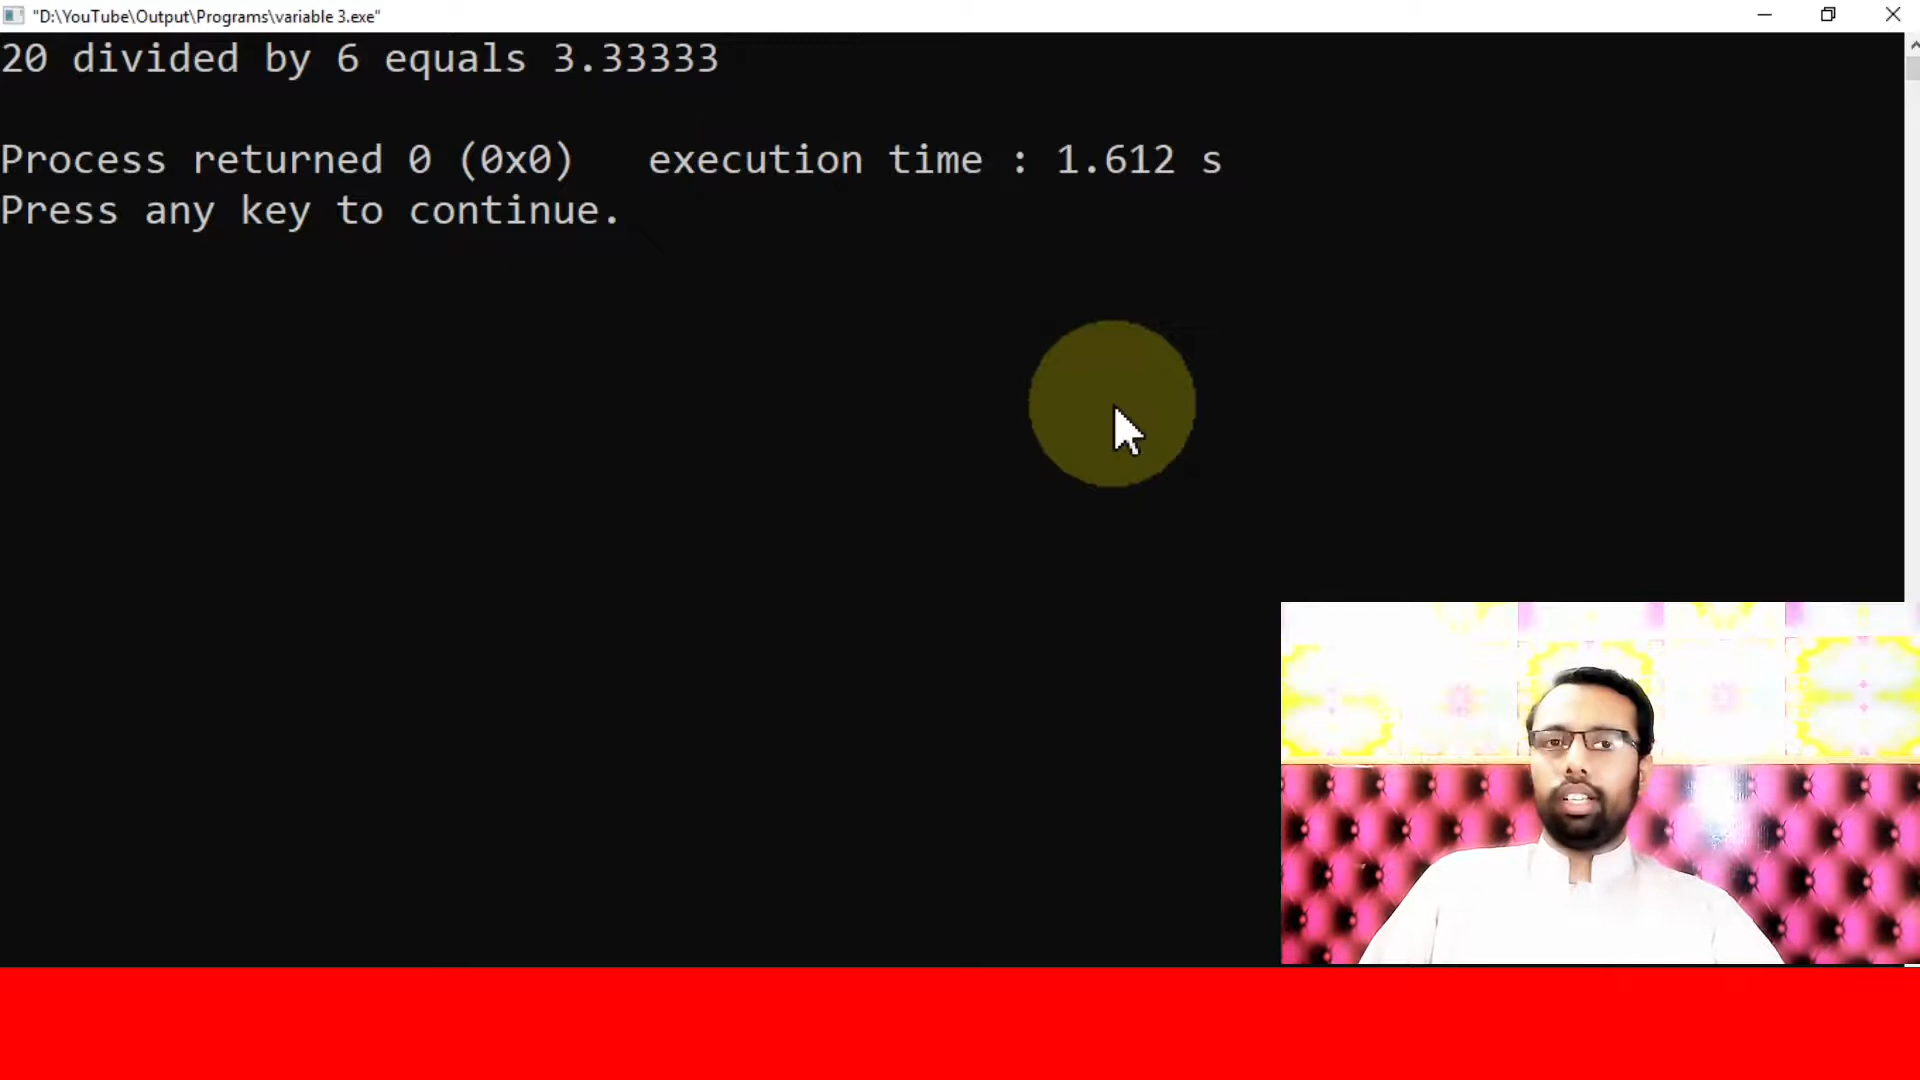 "D:\YouTube\Output\Programs\variable 3.exe"
20 divided by 6 equals 3.33333
Process returned 0 (0x0)   execution time : 1.612 s
Press any key to continue.